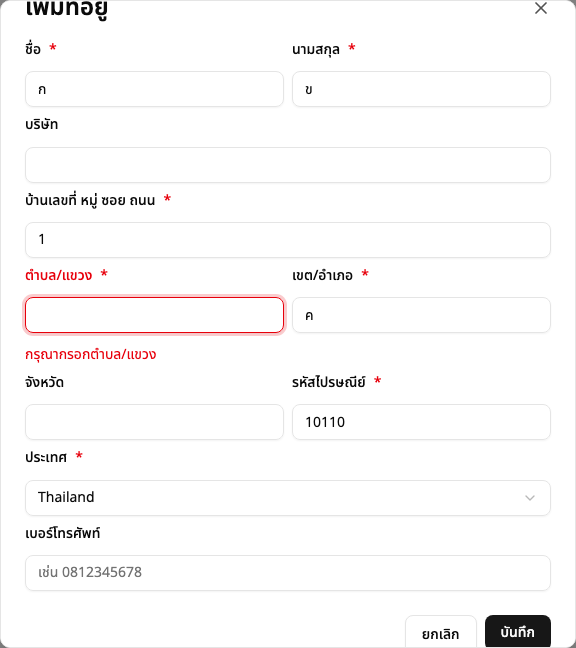 เพิ่มที่อยู่
ชื่อ * นามสกุล *
ก ข
บริษัท
บ้านเลขที่ หมู่ ซอย ถนน *
1
ตำบล/แขวง * เขต/อำเภอ *
ค
กรุณากรอกตำบล/แขวง
จังหวัด รหัสไปรษณีย์ *
10110
ประเทศ *
Thailand
เบอร์โทรศัพท์
เช่น 0812345678
ยกเลิก บันทึก